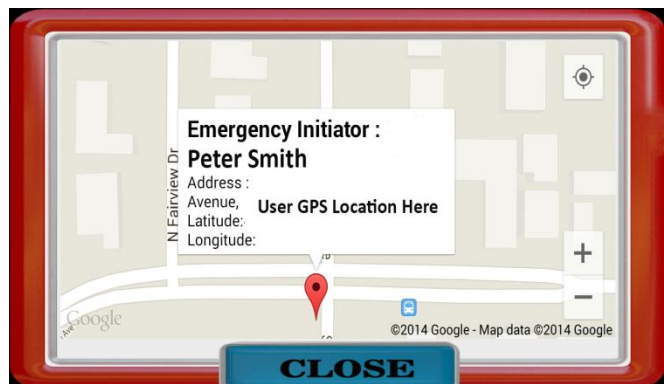 Emergency Initiator :
Peter Smith
Address :
Avenue,
User GPS Location Here
Latitude:
Longitude:
N Fairview Dr
Ave
Google
©2014 Google - Map data ©2014 Google
CLOSE